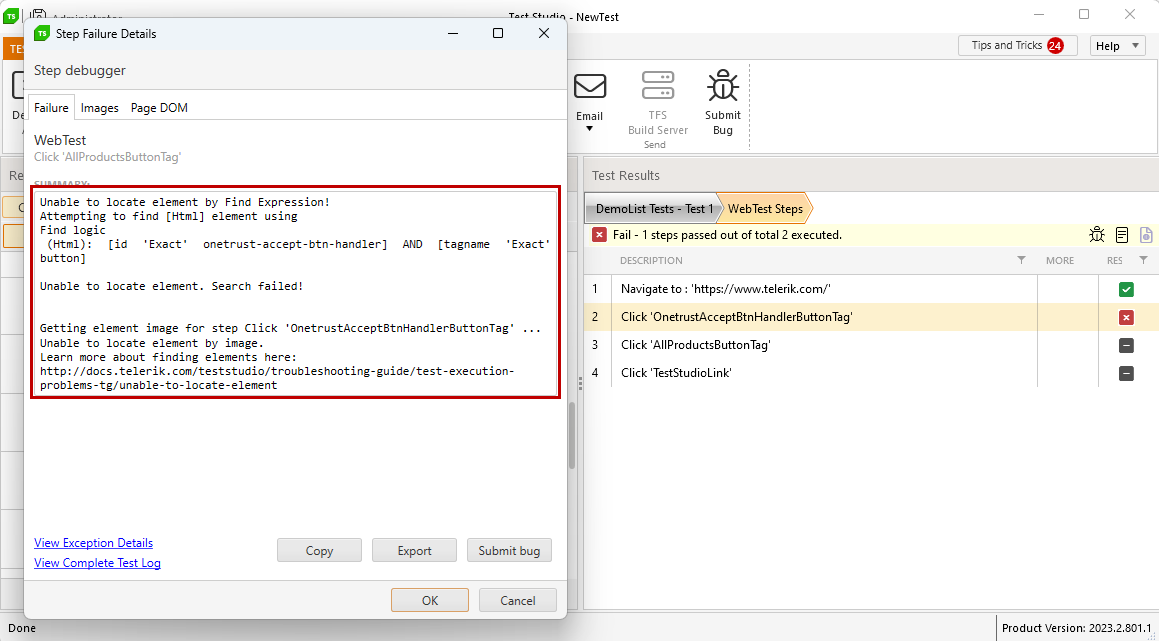 Test Studio - NewTest
Administrator
Step Failure Details
Tips and Tricks 24
Help
Step debugger
Failure
Images
Page DOM
WebTest
Click 'AllProductsButtonTag'
SUMMARY:
Unable to locate element by Find Expression!
Attempting to find [Html] element using
Find logic
(Html): [id 'Exact' onetrust-accept-btn-handler] AND [tagname 'Exact'
button]
Unable to locate element. Search failed!
Getting element image for step Click 'OnetrustAcceptBtnHandlerButtonTag' ...
Unable to locate element by image.
Learn more about finding elements here:
http://docs.telerik.com/teststudio/troubleshooting-guide/test-execution-
problems-tg/unable-to-locate-element
View Exception Details
View Complete Test Log
Copy
Export
Submit bug
OK
Cancel
Email
TFS
Build Server
Send
Submit
Bug
Test Results
DemoList Tests - Test 1
WebTest Steps
Fail - 1 steps passed out of total 2 executed.
DESCRIPTION
MORE
RES
1 Navigate to : 'https://www.telerik.com/'
2 Click 'OnetrustAcceptBtnHandlerButtonTag'
3 Click 'AllProductsButtonTag'
4 Click 'TestStudioLink'
Done
Product Version: 2023.2.801.1